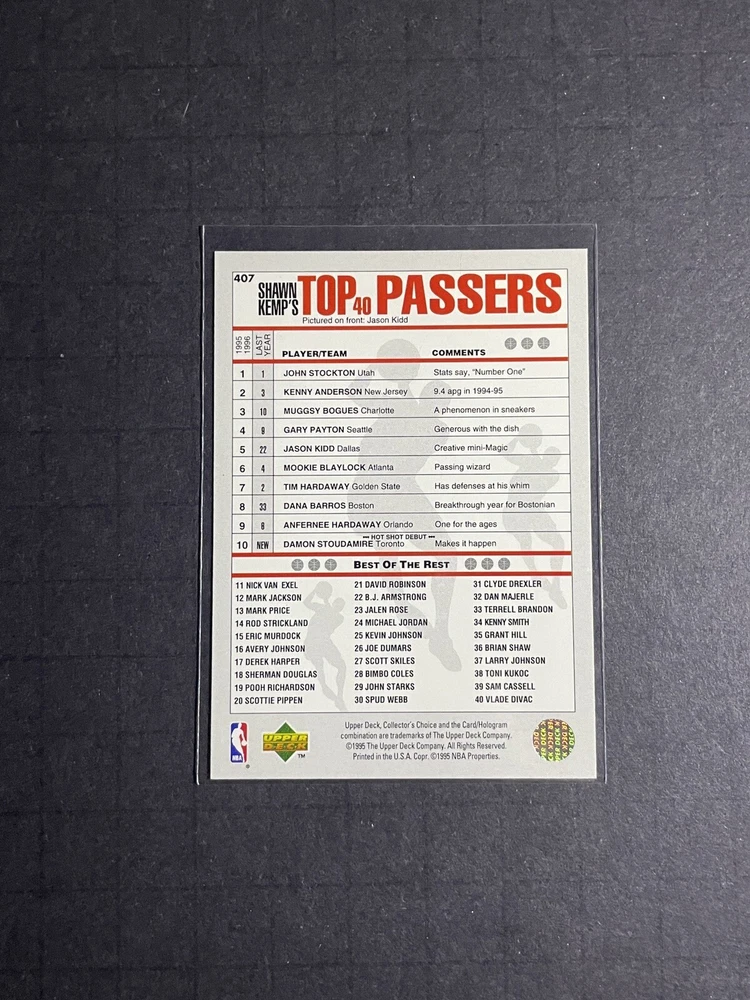 407
SHAWN KEMP'S TOP 40 PASSERS
Pictured on front: Jason Kidd
1995 1996 LAST YEAR PLAYER/TEAM COMMENTS
1 1 JOHN STOCKTON Utah Stats say, "Number One"
2 3 KENNY ANDERSON New Jersey 9.4 apg in 1994-95
3 10 MUGGSY BOGUES Charlotte A phenomenon in sneakers
4 9 GARY PAYTON Seattle Generous with the dish
5 22 JASON KIDD Dallas Creative mini-Magic
6 4 MOOKIE BLAYLOCK Atlanta Passing wizard
7 2 TIM HARDAWAY Golden State Has defenses at his whim
8 33 DANA BARROS Boston Breakthrough year for Bostonian
9 8 ANFERNEE HARDAWAY Orlando One for the ages
••• HOT SHOT DEBUT •••
10 NEW DAMON STOUDAMIRE Toronto Makes it happen
BEST OF THE REST
11 NICK VAN EXEL 21 DAVID ROBINSON 31 CLYDE DREXLER
12 MARK JACKSON 22 B.J. ARMSTRONG 32 DAN MAJERLE
13 MARK PRICE 23 JALEN ROSE 33 TERRELL BRANDON
14 ROD STRICKLAND 24 MICHAEL JORDAN 34 KENNY SMITH
15 ERIC MURDOCK 25 KEVIN JOHNSON 35 GRANT HILL
16 AVERY JOHNSON 26 JOE DUMARS 36 BRIAN SHAW
17 DEREK HARPER 27 SCOTT SKILES 37 LARRY JOHNSON
18 SHERMAN DOUGLAS 28 BIMBO COLES 38 TONI KUKOC
19 POOH RICHARDSON 29 JOHN STARKS 39 SAM CASSELL
20 SCOTTIE PIPPEN 30 SPUD WEBB 40 VLADE DIVAC
NBA ®
UPPER DECK ™
Upper Deck, Collector's Choice and the Card/Hologram
combination are trademarks of The Upper Deck Company.
©1995 The Upper Deck Company. All Rights Reserved.
Printed in the U.S.A. Copr. ©1995 NBA Properties.